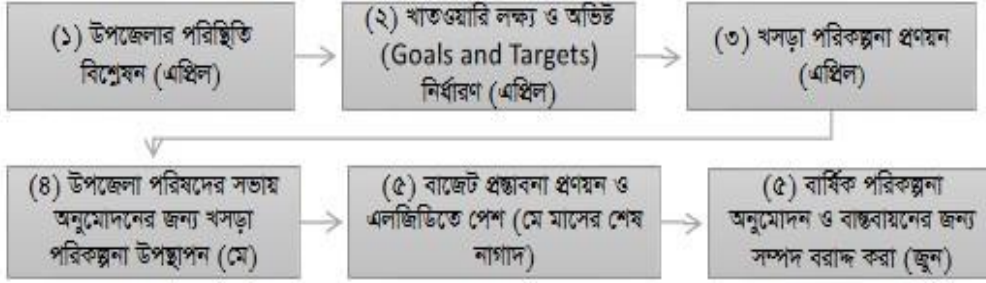 (১) উপজেলার পরিস্থিতি
বিশ্লেষন (এপ্রিল)
(২) খাতওয়ারি লক্ষ্য ও অভিষ্ট
(Goals and Targets)
নির্ধারণ (এপ্রিল)
(৩) খসড়া পরিকল্পনা প্রণয়ন
(এপ্রিল)
(৪) উপজেলা পরিষদের সভায়
অনুমোদনের জন্য খসড়া
পরিকল্পনা উপস্থাপন (মে)
(৫) বাজেট প্রস্তাবনা প্রণয়ন ও
এলজিডিতে পেশ (মে মাসের শেষ
নাগাদ)
(৫) বার্ষিক পরিকল্পনা
অনুমোদন ও বাস্তবায়নের জন্য
সম্পদ বরাদ্দ করা (জুন)